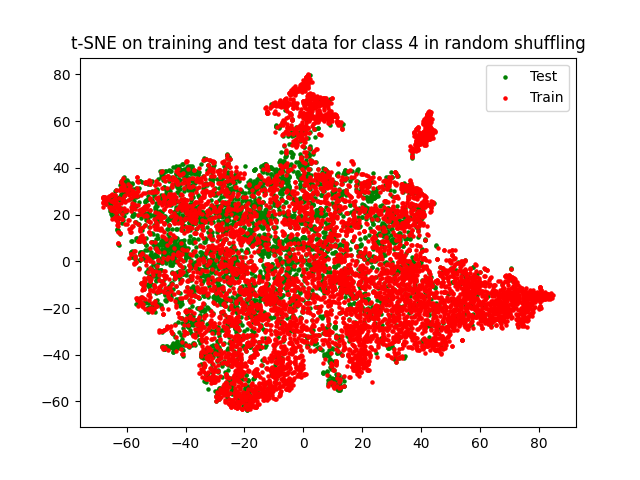 t-SNE on training and test data for class 4 in random shuffling
Test
Train
80
60
40
20
0
−20
−40
−60
−60 −40 −20 0 20 40 60 80